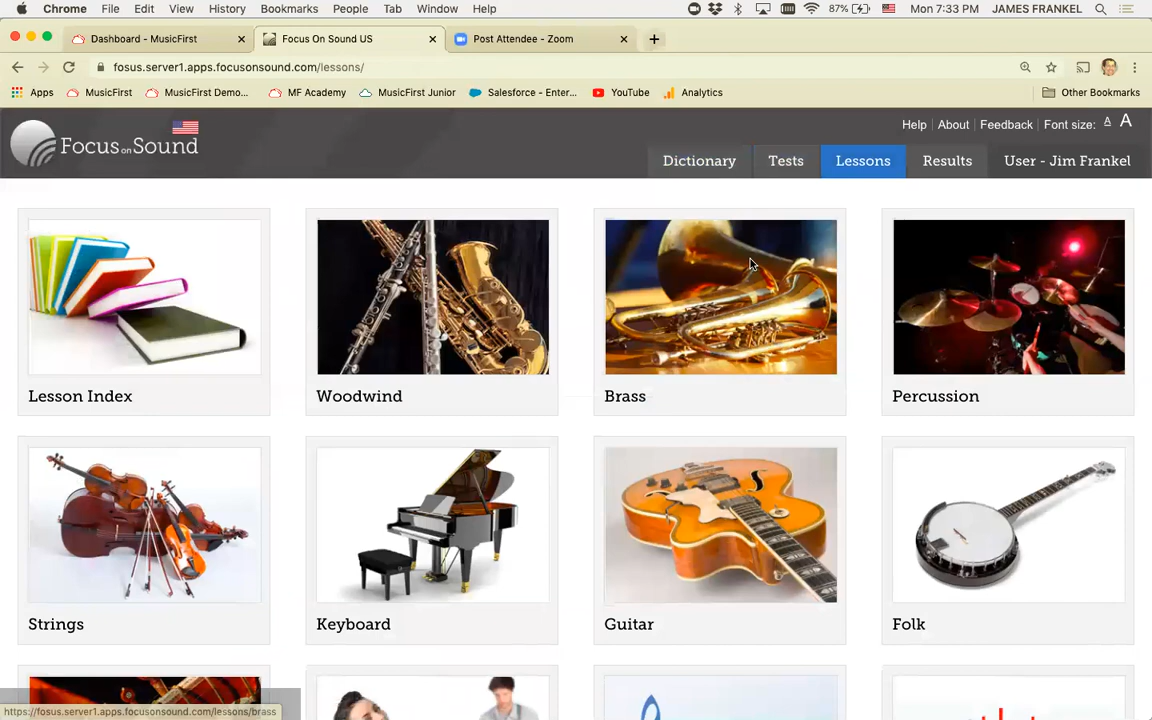 Chrome File Edit View History Bookmarks People Tab Window Help 87% Mon 7:33 PM JAMES FRANKEL
Dashboard - MusicFirst Focus On Sound US Post Attendee - Zoom
fosus.server1.apps.focusonsound.com/lessons/
Apps MusicFirst MusicFirst Demo... MF Academy MusicFirst Junior Salesforce - Enter... YouTube Analytics Other Bookmarks
Help About Feedback Font size: A A
Focus on Sound
Dictionary Tests Lessons Results User - Jim Frankel
Lesson Index Woodwind Brass Percussion
Strings Keyboard Guitar Folk
https://fosus.server1.apps.focusonsound.com/lessons/brass